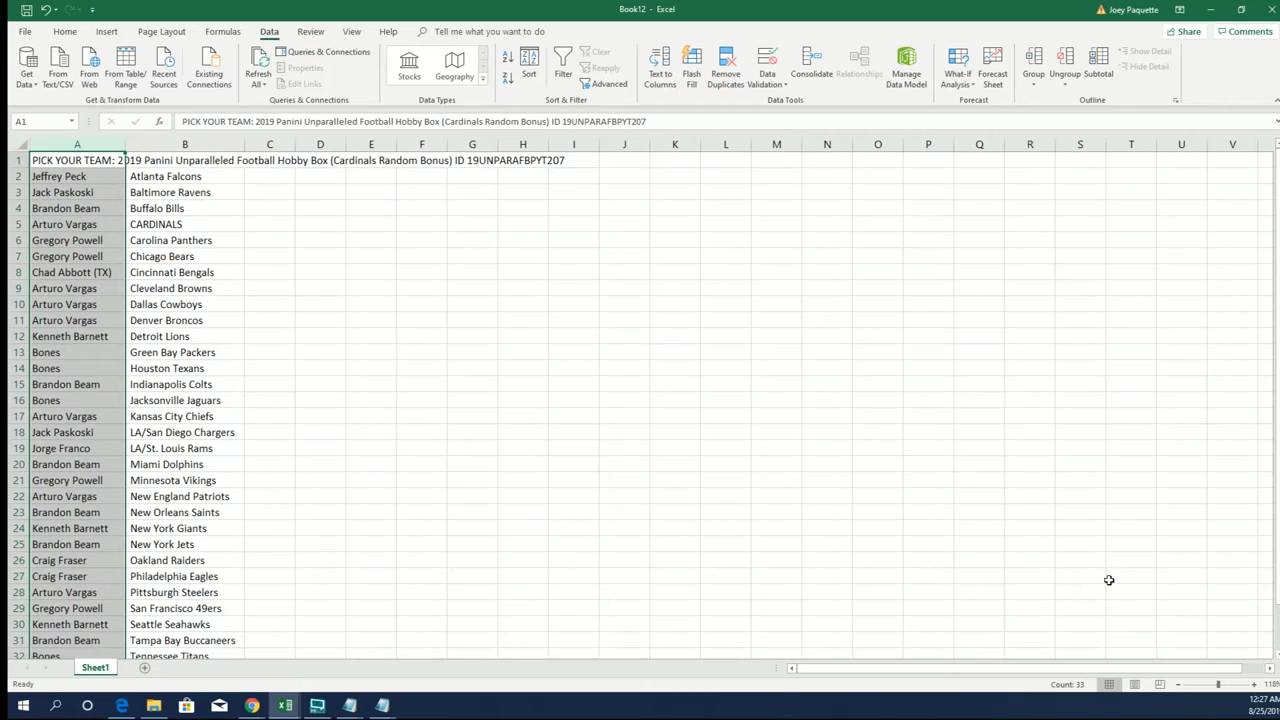 Book12 - Excel
Joey Paquette
File Home Insert Page Layout Formulas Data Review View Help Tell me what you want to do
Share Comments
Get Data From Text/CSV From Web From Table/Range Recent Sources Existing Connections
Refresh All Queries & Connections Properties Edit Links
Stocks Geography
Sort Filter Clear Reapply Advanced
Text to Columns Flash Fill Remove Duplicates Data Validation Consolidate Relationships Manage Data Model
What-If Analysis Forecast Sheet Group Ungroup Subtotal Show Detail Hide Detail
Get & Transform Data Queries & Connections Data Types Sort & Filter Data Tools Forecast Outline
A1 fx PICK YOUR TEAM: 2019 Panini Unparalleled Football Hobby Box (Cardinals Random Bonus) ID 19UNPARAFBPYT207
A B C D E F G H I J K L M N O P Q R S T U V
1 PICK YOUR TEAM: 2019 Panini Unparalleled Football Hobby Box (Cardinals Random Bonus) ID 19UNPARAFBPYT207
2 Jeffrey Peck Atlanta Falcons
3 Jack Paskoski Baltimore Ravens
4 Brandon Beam Buffalo Bills
5 Arturo Vargas CARDINALS
6 Gregory Powell Carolina Panthers
7 Gregory Powell Chicago Bears
8 Chad Abbott (TX) Cincinnati Bengals
9 Arturo Vargas Cleveland Browns
10 Arturo Vargas Dallas Cowboys
11 Arturo Vargas Denver Broncos
12 Kenneth Barnett Detroit Lions
13 Bones Green Bay Packers
14 Bones Houston Texans
15 Brandon Beam Indianapolis Colts
16 Bones Jacksonville Jaguars
17 Arturo Vargas Kansas City Chiefs
18 Jack Paskoski LA/San Diego Chargers
19 Jorge Franco LA/St. Louis Rams
20 Brandon Beam Miami Dolphins
21 Gregory Powell Minnesota Vikings
22 Arturo Vargas New England Patriots
23 Brandon Beam New Orleans Saints
24 Kenneth Barnett New York Giants
25 Brandon Beam New York Jets
26 Craig Fraser Oakland Raiders
27 Craig Fraser Philadelphia Eagles
28 Arturo Vargas Pittsburgh Steelers
29 Gregory Powell San Francisco 49ers
30 Kenneth Barnett Seattle Seahawks
31 Brandon Beam Tampa Bay Buccaneers
32 Bones Tennessee Titans
Sheet1
Ready Count: 33 118%
12:27 AM
8/25/201